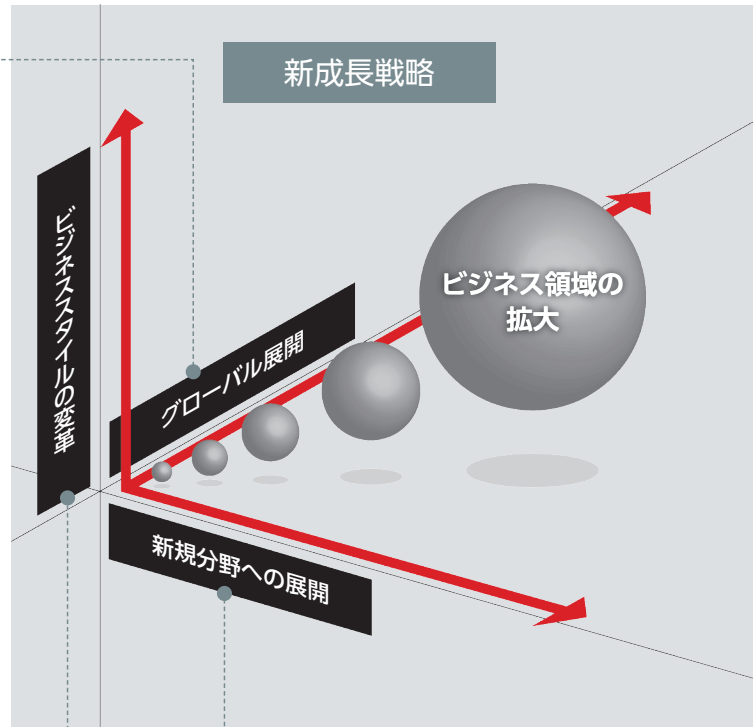 新成長戦略
ビジネススタイルの変革
グローバル展開
ビジネス領域の
拡大
新規分野への展開